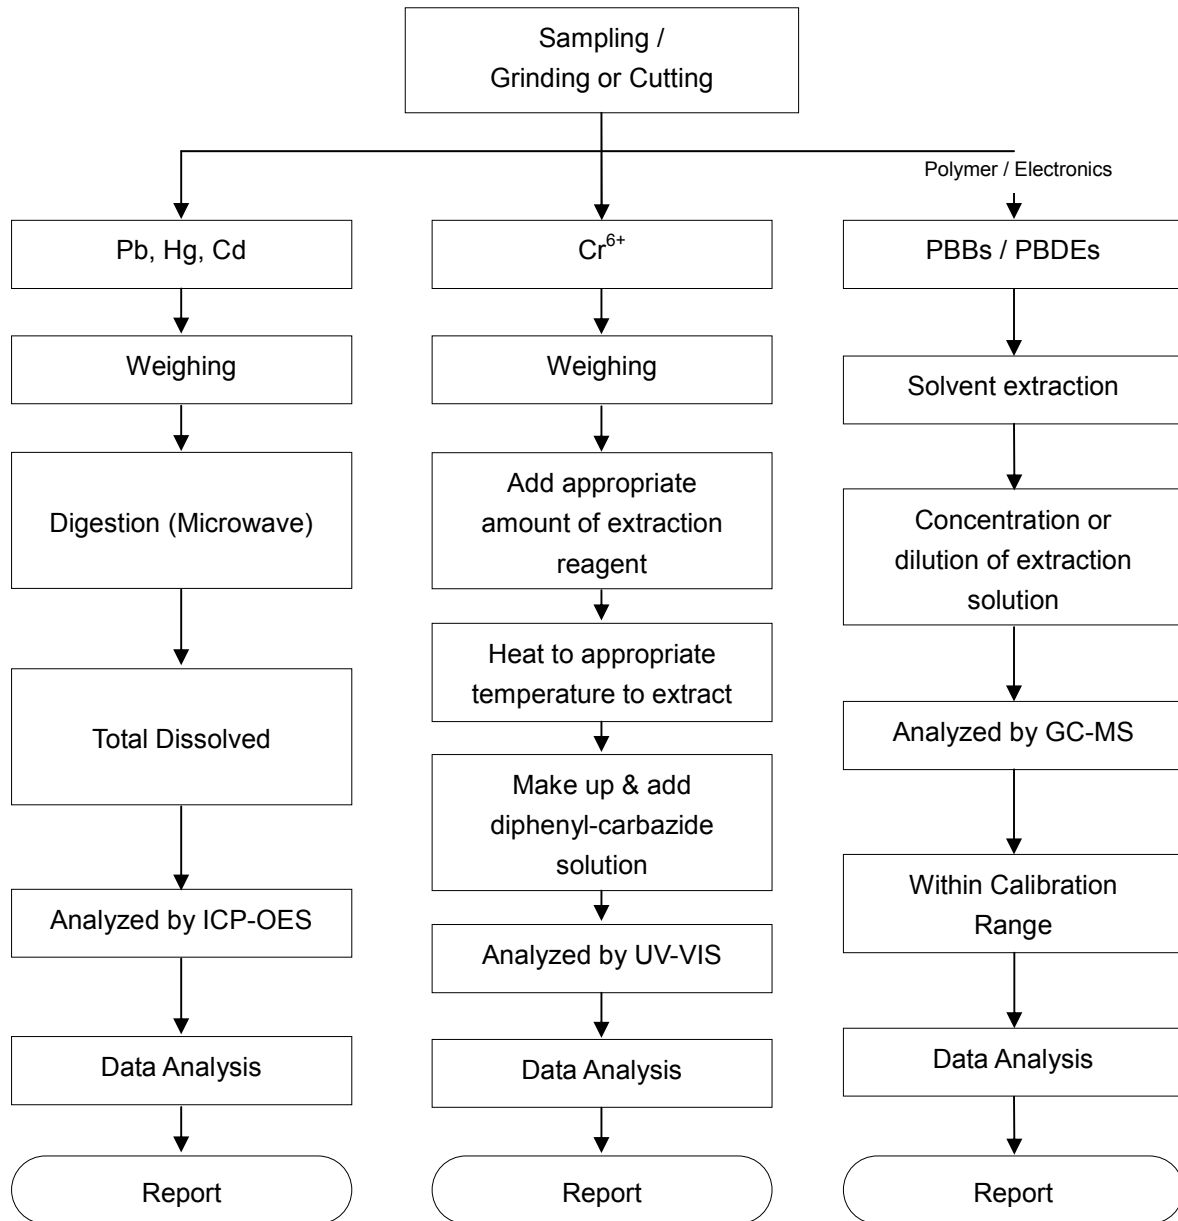 Sampling /
Grinding or Cutting
Polymer / Electronics
Pb, Hg, Cd
Weighing
Digestion (Microwave)
Total Dissolved
Analyzed by ICP-OES
Data Analysis
Report
Cr⁶⁺
Weighing
Add appropriate
amount of extraction
reagent
Heat to appropriate
temperature to extract
Make up & add
diphenyl-carbazide
solution
Analyzed by UV-VIS
Data Analysis
Report
PBBs / PBDEs
Solvent extraction
Concentration or
dilution of extraction
solution
Analyzed by GC-MS
Within Calibration
Range
Data Analysis
Report